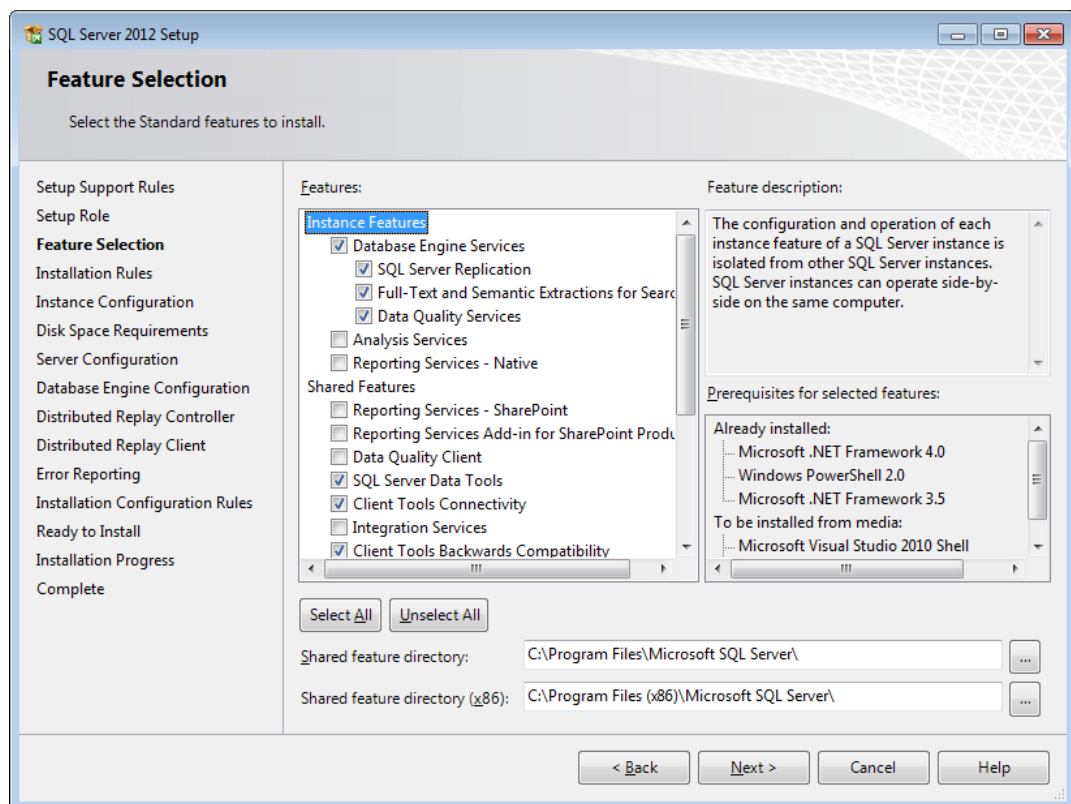 SQL Server 2012 Setup
Feature Selection
Select the Standard features to install.
Setup Support Rules
Setup Role
Feature Selection
Installation Rules
Instance Configuration
Disk Space Requirements
Server Configuration
Database Engine Configuration
Distributed Replay Controller
Distributed Replay Client
Error Reporting
Installation Configuration Rules
Ready to Install
Installation Progress
Complete
Features:
Instance Features
Database Engine Services
SQL Server Replication
Full-Text and Semantic Extractions for Searc
Data Quality Services
Analysis Services
Reporting Services - Native
Shared Features
Reporting Services - SharePoint
Reporting Services Add-in for SharePoint Produ
Data Quality Client
SQL Server Data Tools
Client Tools Connectivity
Integration Services
Client Tools Backwards Compatibility
Feature description:
The configuration and operation of each
instance feature of a SQL Server instance is
isolated from other SQL Server instances.
SQL Server instances can operate side-by-
side on the same computer.
Prerequisites for selected features:
Already installed:
Microsoft .NET Framework 4.0
Windows PowerShell 2.0
Microsoft .NET Framework 3.5
To be installed from media:
Microsoft Visual Studio 2010 Shell
Select All
Unselect All
Shared feature directory:
C:\Program Files\Microsoft SQL Server\
...
Shared feature directory (x86):
C:\Program Files (x86)\Microsoft SQL Server\
...
< Back
Next >
Cancel
Help